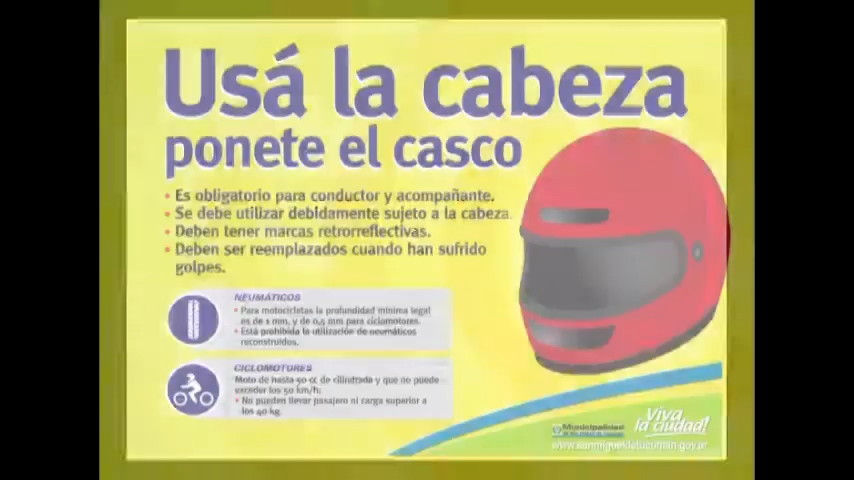 Usá la cabeza
ponete el casco
• Es obligatorio para conductor y acompañante.
• Se debe utilizar debidamente sujeto a la cabeza.
• Deben tener marcas retrorreflectivas.
• Deben ser reemplazados cuando han sufrido
golpes.
NEUMÁTICOS
• Para motocicletas la profundidad mínima legal
es de 1 mm, y de 0,5 mm para ciclomotores.
• Está prohibida la utilización de neumáticos
reconstruidos.
CICLOMOTORES
Moto de hasta 50 cc de cilindrada y que no puede
exceder los 50 km/h.
• No pueden llevar pasajero ni carga superior a
los 40 kg.
Municipalidad
Viva
la ciudad!
www.sanmigueldetucuman.gov.ar